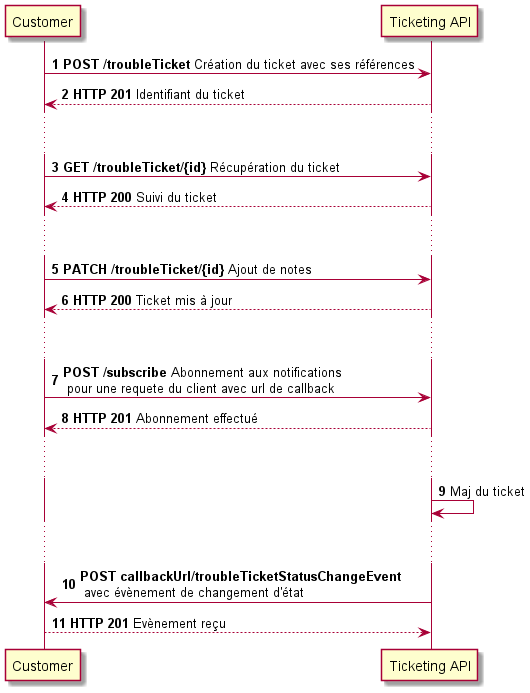 Customer
Ticketing API
1 POST /troubleTicket Création du ticket avec ses références
2 HTTP 201 Identifiant du ticket
3 GET /troubleTicket/{id} Récupération du ticket
4 HTTP 200 Suivi du ticket
5 PATCH /troubleTicket/{id} Ajout de notes
6 HTTP 200 Ticket mis à jour
7 POST /subscribe Abonnement aux notifications
pour une requete du client avec url de callback
8 HTTP 201 Abonnement effectué
9 Maj du ticket
10 POST callbackUrl/troubleTicketStatusChangeEvent
avec évènement de changement d'état
11 HTTP 201 Evènement reçu
Customer
Ticketing API